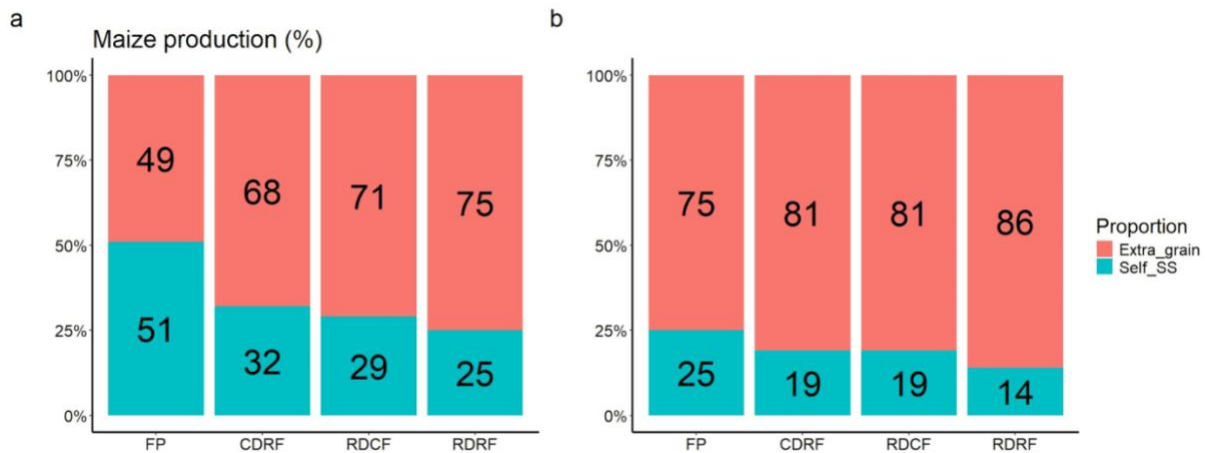 a
b
Maize production (%)
100%
75%
50%
25%
0%
49
68
71
75
51
32
29
25
FP
CDRF
RDCF
RDRF
100%
75%
50%
25%
0%
75
81
81
86
25
19
19
14
FP
CDRF
RDCF
RDRF
Proportion
Extra_grain
Self_SS